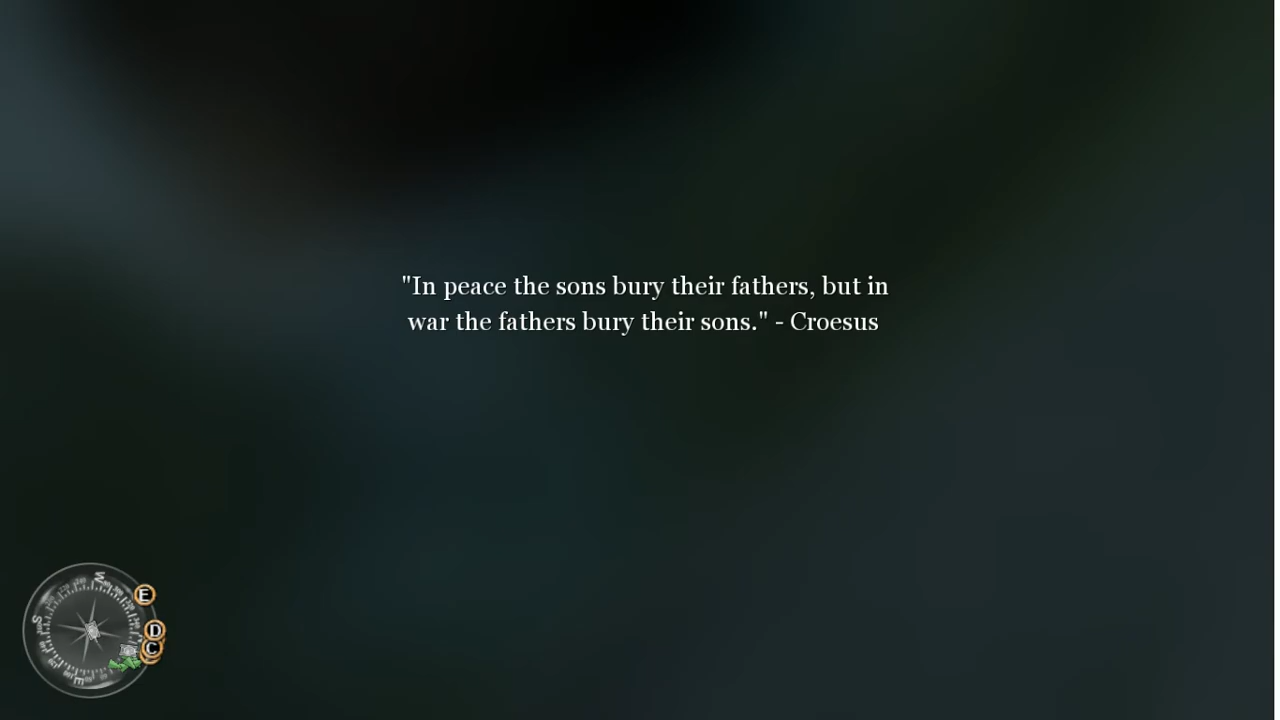 "In peace the sons bury their fathers, but in
war the fathers bury their sons." - Croesus
E
D
C
S
E